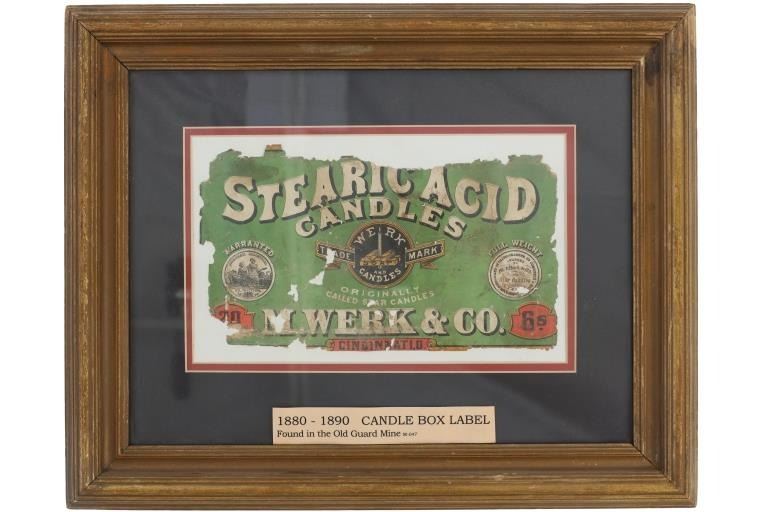 STEARIC ACID
CANDLES
WERK
TRADE MARK
AND
CANDLES
WARRANTED
FULL WEIGHT
ORIGINALLY
CALLED STAR CANDLES
M. WERK & CO.
6s
CINCINNATI, O.
1880 - 1890 CANDLE BOX LABEL
Found in the Old Guard Mine